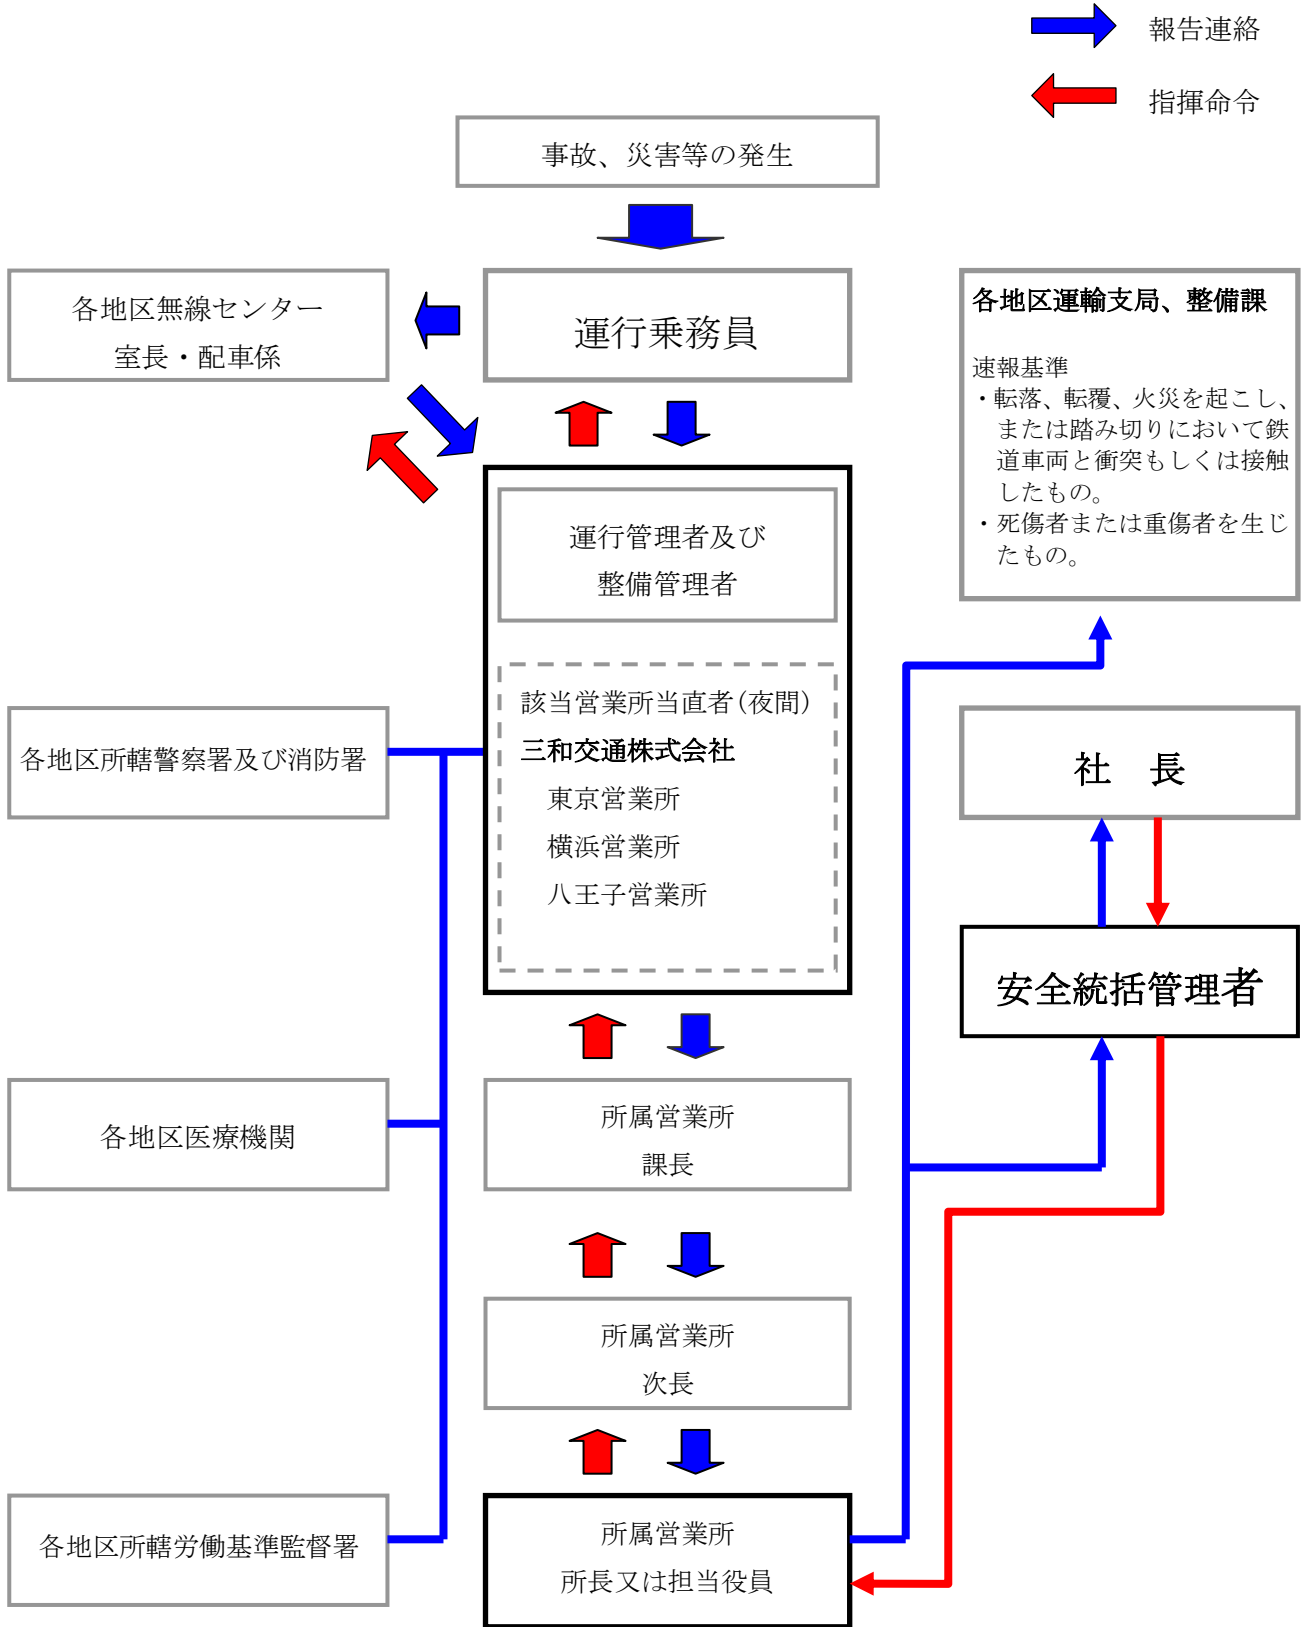 報告連絡
指揮命令
事故、災害等の発生
各地区無線センター
室長・配車係
運行乗務員
各地区運輸支局、整備課
速報基準
・転落、転覆、火災を起こし、
または踏み切りにおいて鉄
道車両と衝突もしくは接触
したもの。
・死傷者または重傷者を生じ
たもの。
運行管理者及び
整備管理者
該当営業所当直者(夜間)
三和交通株式会社
東京営業所
横浜営業所
八王子営業所
各地区所轄警察署及び消防署
社　長
安全統括管理者
各地区医療機関
所属営業所
課長
所属営業所
次長
各地区所轄労働基準監督署
所属営業所
所長又は担当役員